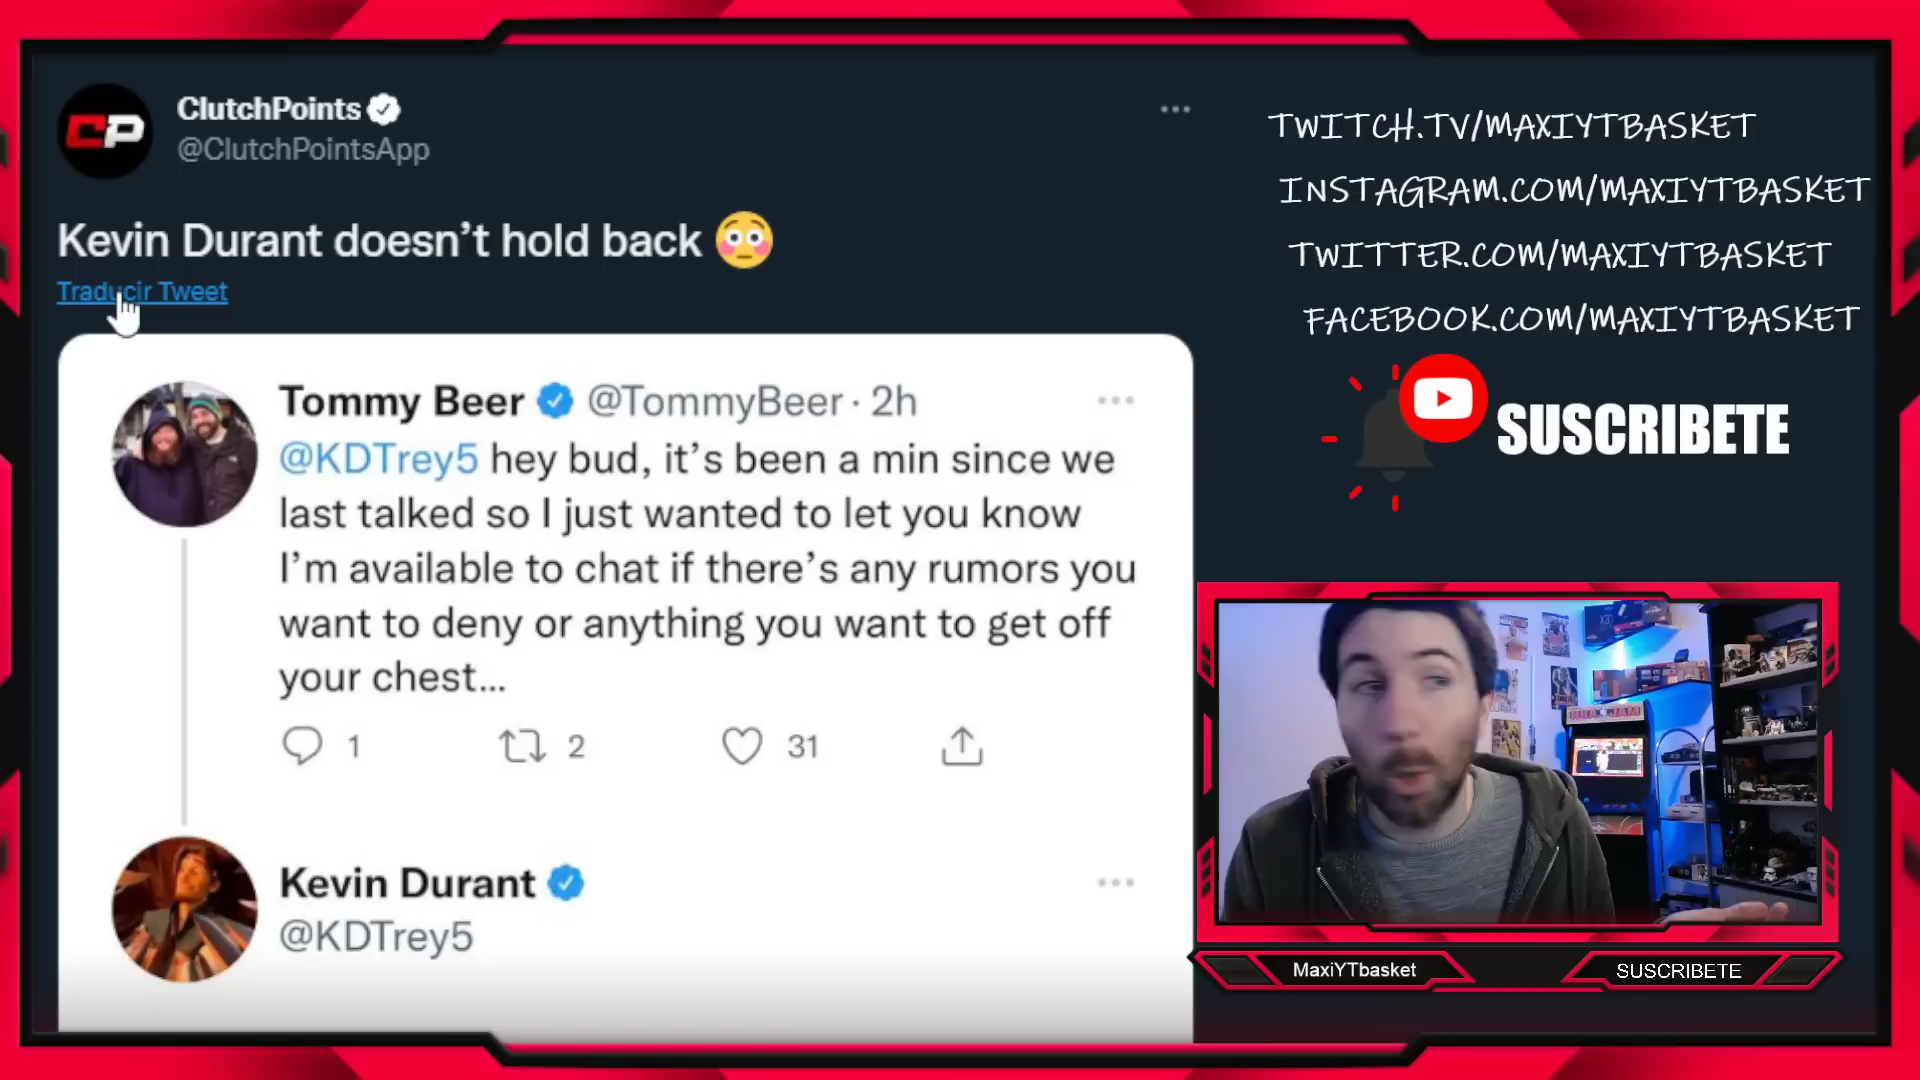 CP
ClutchPoints
@ClutchPointsApp
Kevin Durant doesn’t hold back
Traducir Tweet
Tommy Beer @TommyBeer · 2h
@KDTrey5 hey bud, it’s been a min since we
last talked so I just wanted to let you know
I’m available to chat if there’s any rumors you
want to deny or anything you want to get off
your chest...
1 2 31
Kevin Durant
@KDTrey5
TWITCH.TV/MAXIYTBASKET
INSTAGRAM.COM/MAXIYTBASKET
TWITTER.COM/MAXIYTBASKET
FACEBOOK.COM/MAXIYTBASKET
SUSCRIBETE
NBA JAM
MaxiYTbasket
SUSCRIBETE